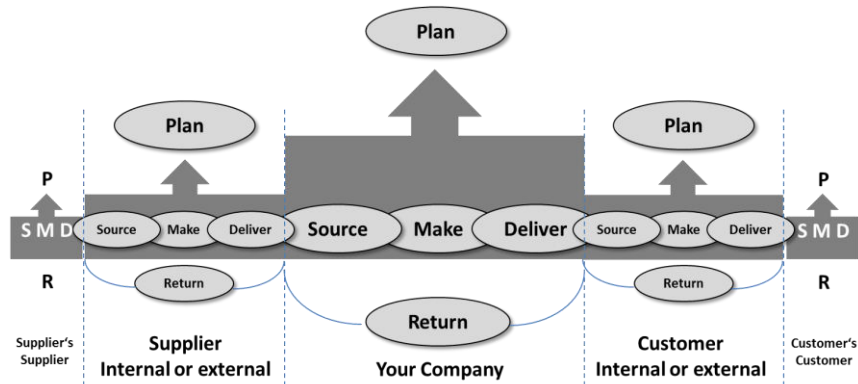 Plan
Plan
Plan
P
P
S M D
Source
Make
Deliver
Source
Make
Deliver
Source
Make
Deliver
S M D
R
Return
Return
Return
R
Supplier's
Supplier
Supplier
Internal or external
Your Company
Customer
Internal or external
Customer's
Customer